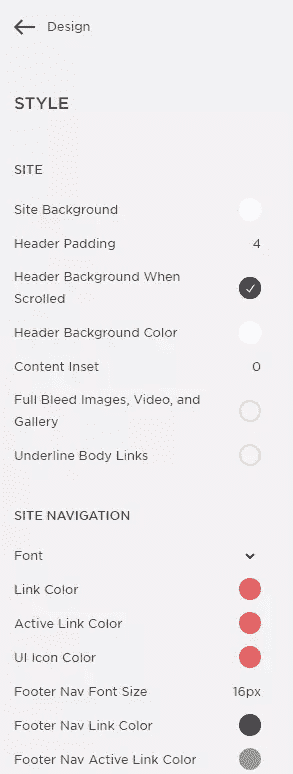 Design
STYLE
SITE
Site Background
Header Padding 4
Header Background When
Scrolled
Header Background Color
Content Inset 0
Full Bleed Images, Video, and
Gallery
Underline Body Links
SITE NAVIGATION
Font
Link Color
Active Link Color
UI Icon Color
Footer Nav Font Size 16px
Footer Nav Link Color
Footer Nav Active Link Color